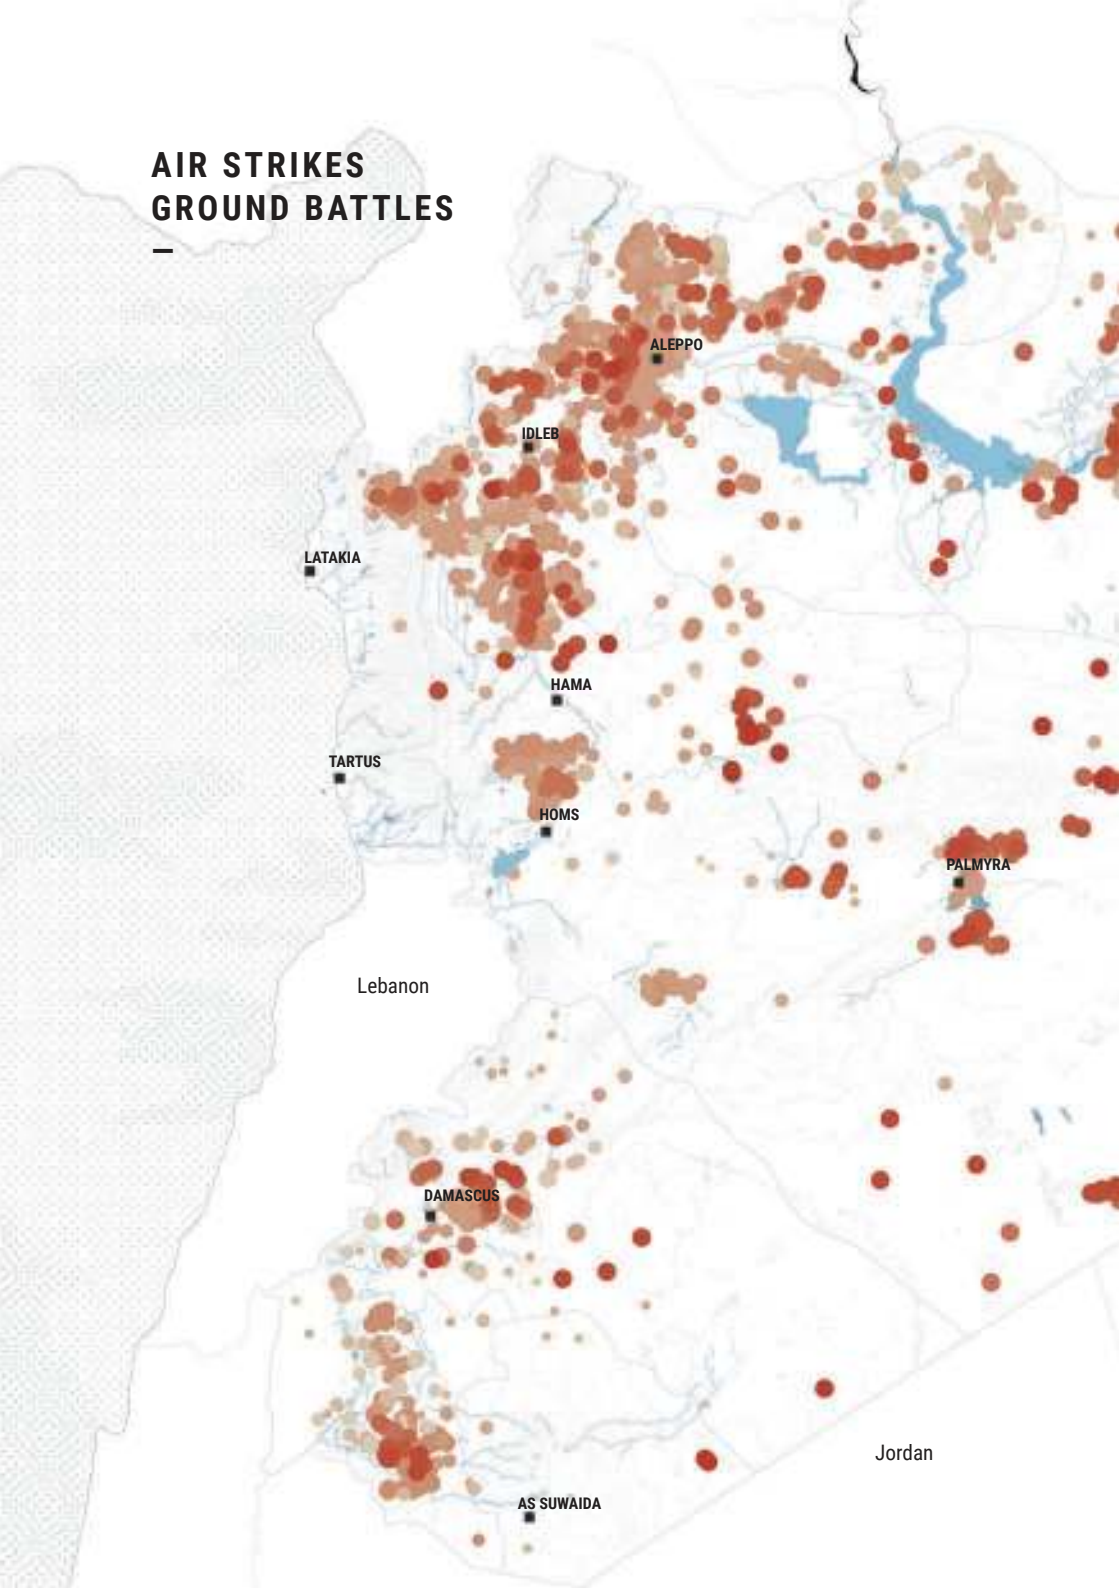 AIR STRIKES
GROUND BATTLES
ALEPPO
IDLEB
LATAKIA
HAMA
TARTUS
HOMS
PALMYRA
Lebanon
DAMASCUS
Jordan
AS SUWAIDA